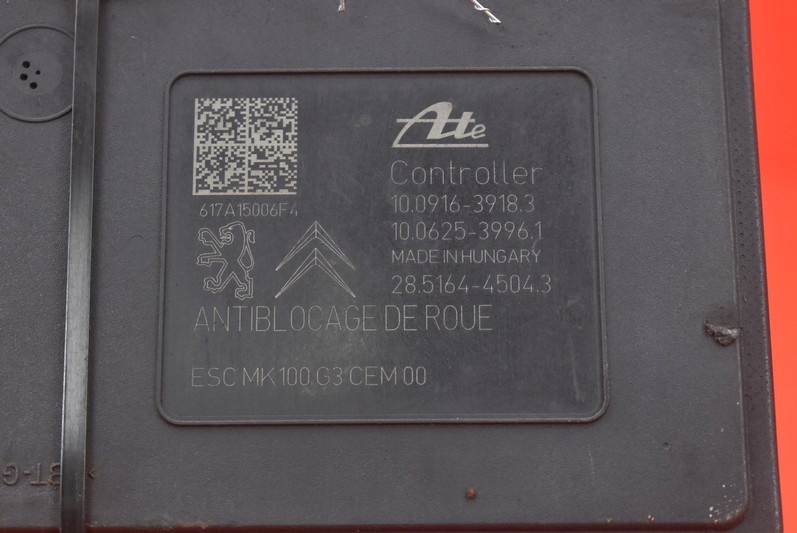 617A15006F4
Ate
Controller
10.0916-3918.3
10.0625-3996.1
MADE IN HUNGARY
28.5164-4504.3
ANTIBLOCAGE DE ROUE
ESC MK100 G3 CEM 00